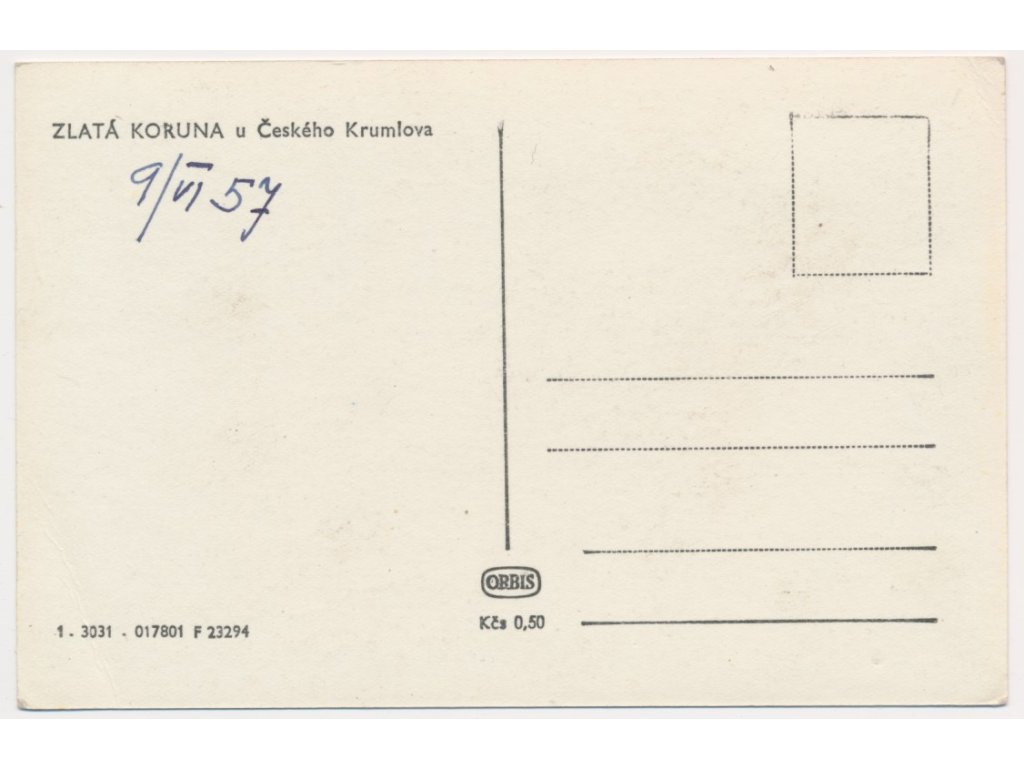 ZLATÁ KORUNA u Českého Krumlova
9/VI 57
ORBIS
Kčs 0,50
1 - 3031 - 017801 F 23294